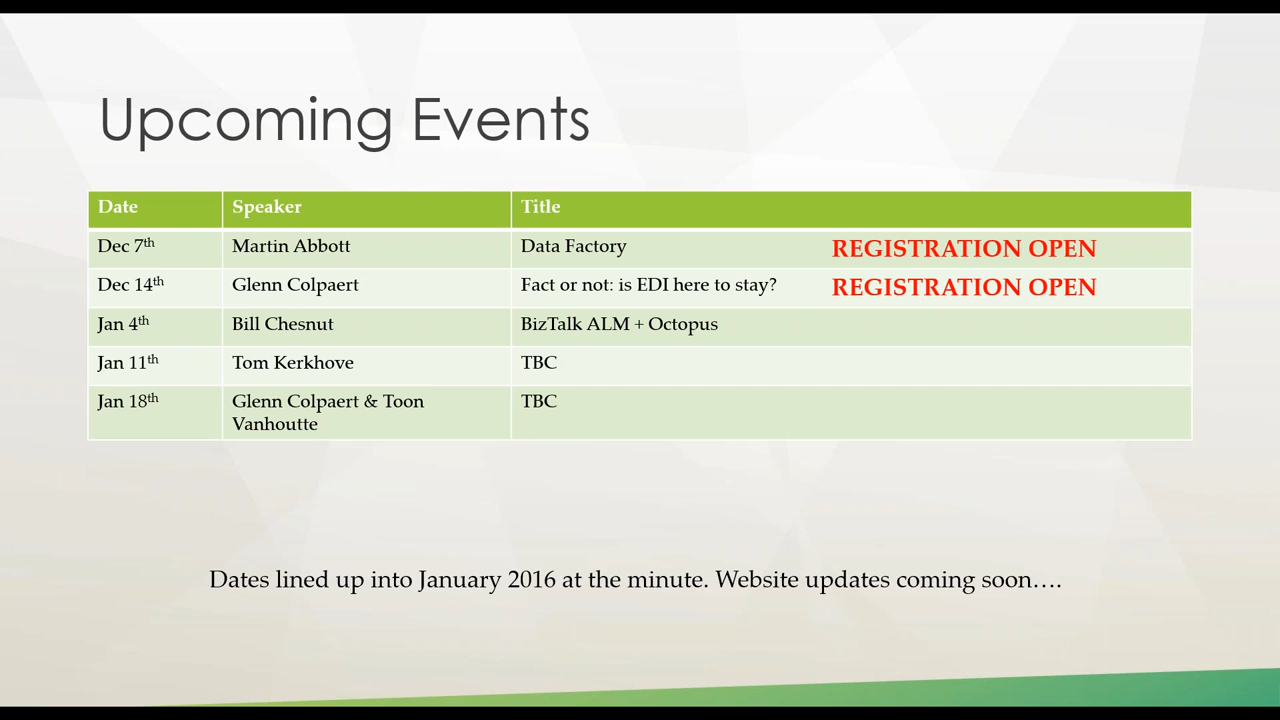 Upcoming Events
Date Speaker Title
Dec 7th Martin Abbott Data Factory REGISTRATION OPEN
Dec 14th Glenn Colpaert Fact or not: is EDI here to stay? REGISTRATION OPEN
Jan 4th Bill Chesnut BizTalk ALM + Octopus
Jan 11th Tom Kerkhove TBC
Jan 18th Glenn Colpaert & Toon TBC
Vanhoutte
Dates lined up into January 2016 at the minute. Website updates coming soon….